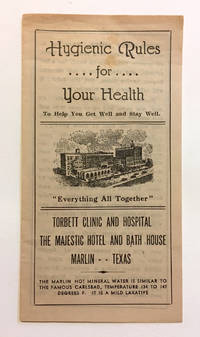 Hygienic Rules
....for....
Your Health
To Help You Get Well and Stay Well.
"Everything All Together"
TORBETT CLINIC AND HOSPITAL
THE MAJESTIC HOTEL AND BATH HOUSE
MARLIN - - TEXAS
THE MARLIN HOT MINERAL WATER IS SIMILAR TO
THE FAMOUS CARLSBAD, TEMPERATURE 134 TO 147
DEGREES F. IT IS A MILD LAXATIVE